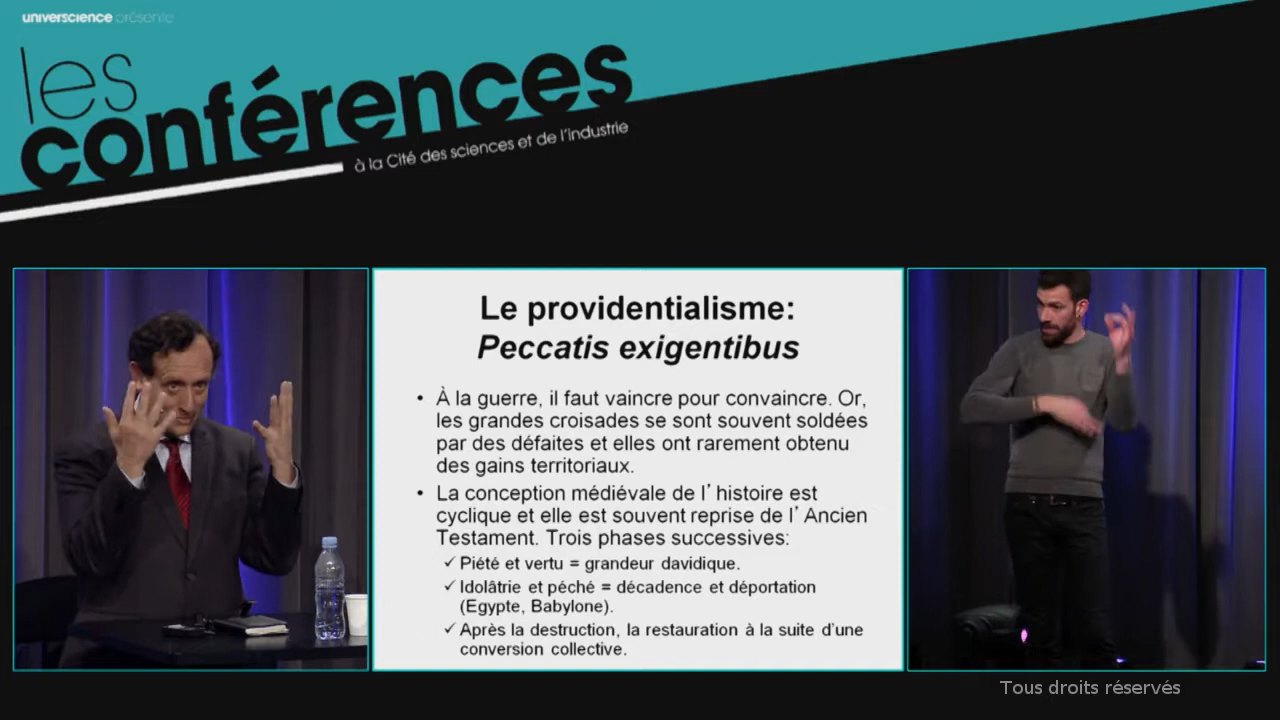 universcience présente
les
conférences
à la Cité des sciences et de l'industrie
Le providentialisme:
Peccatis exigentibus
• À la guerre, il faut vaincre pour convaincre. Or,
les grandes croisades se sont souvent soldées
par des défaites et elles ont rarement obtenu
des gains territoriaux.
• La conception médiévale de l’histoire est
cyclique et elle est souvent reprise de l’Ancien
Testament. Trois phases successives:
✓ Piété et vertu = grandeur davidique.
✓ Idolâtrie et péché = décadence et déportation
(Egypte, Babylone).
✓ Après la destruction, la restauration à la suite d’une
conversion collective.
Tous droits réservés